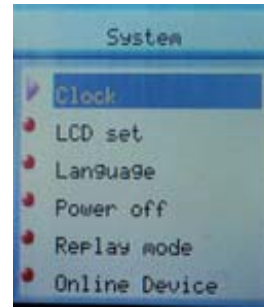 System
Clock
LCD set
Language
Power off
Replay mode
Online Device